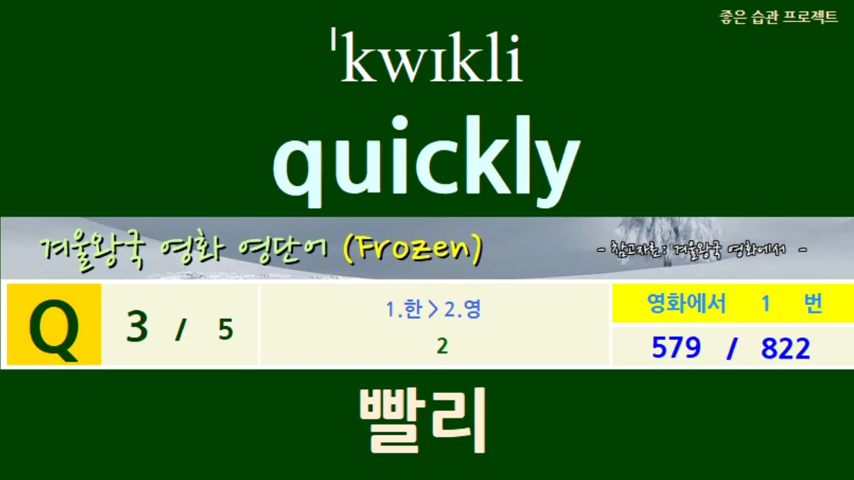 좋은 습관 프로젝트
ˈkwɪkli
quickly
겨울왕국 영화 영단어 (Frozen)
- 참고자료: 겨울왕국 영화에서 -
Q
3 / 5
1.한 > 2.영
2
영화에서 1 번
579 / 822
빨리